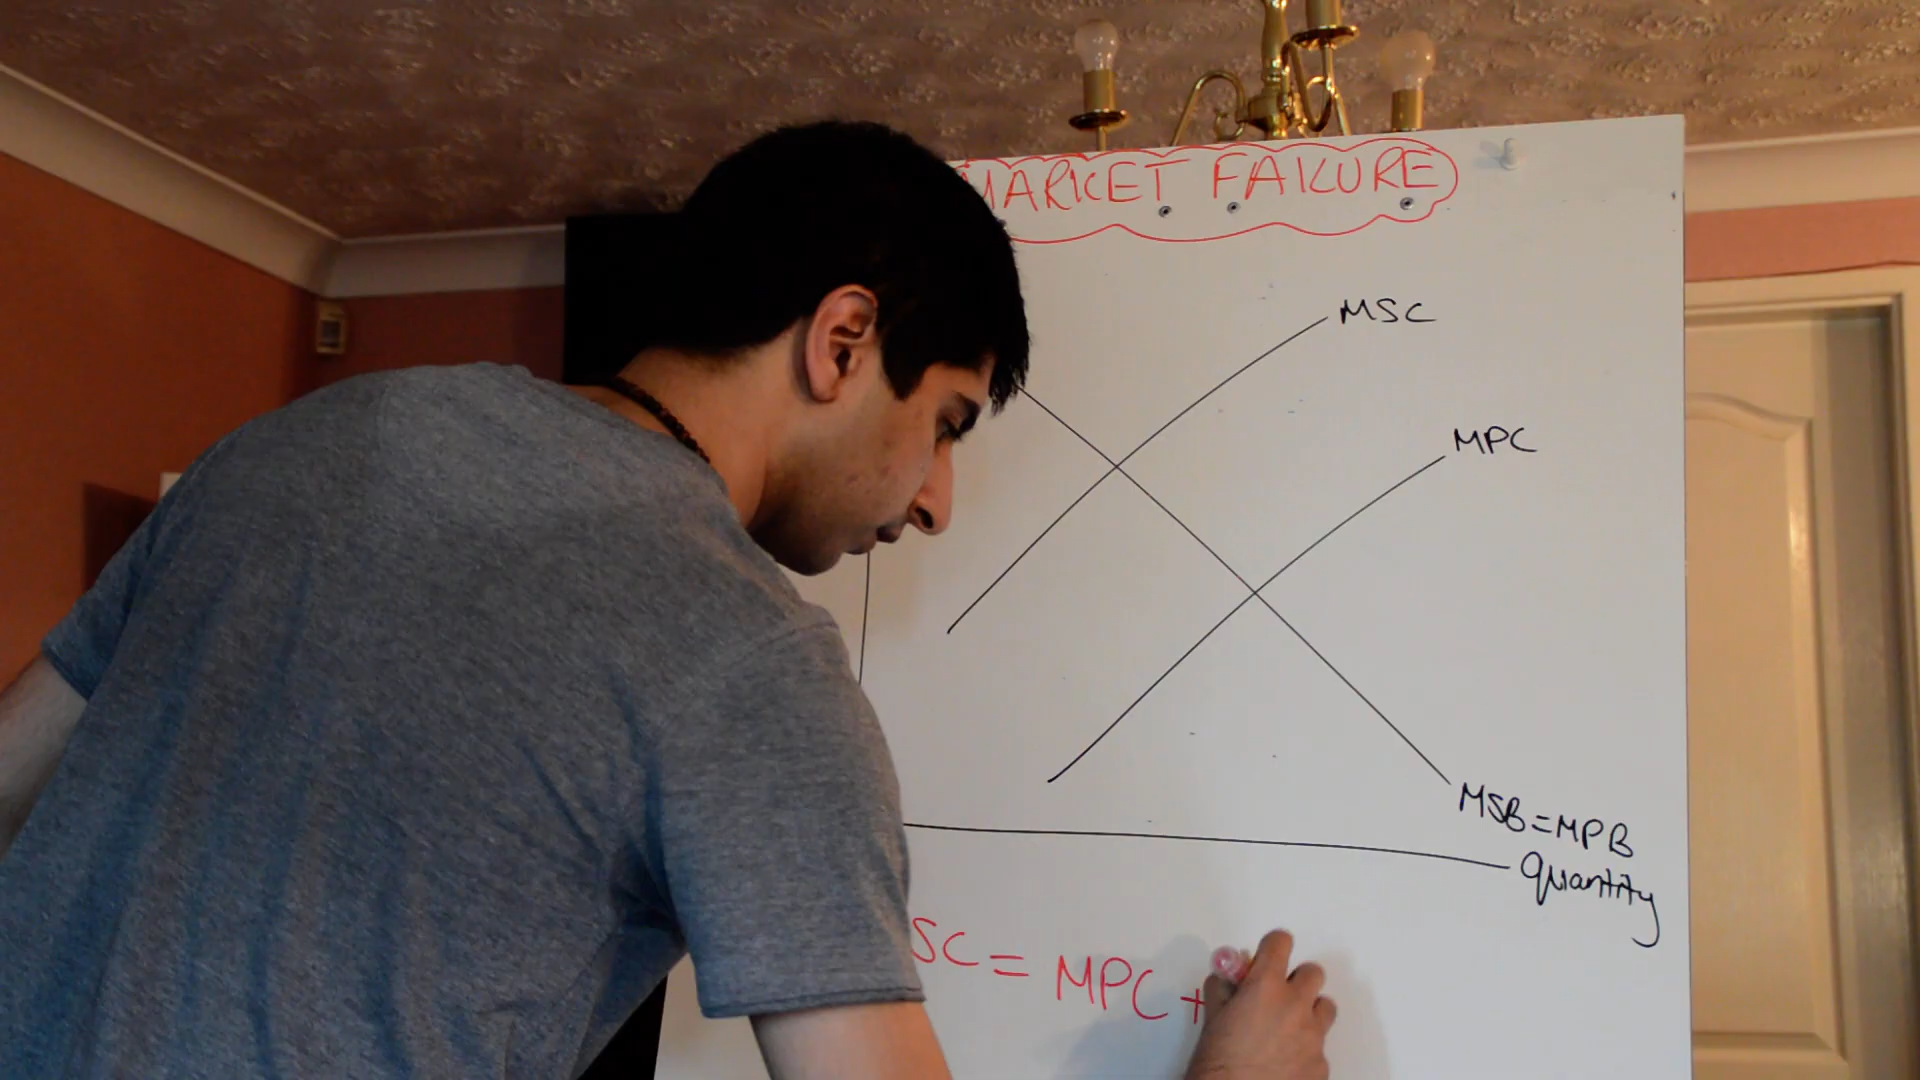 MARKET FAILURE
MSC
MPC
MSB=MPB
Quantity
SC = MPC +